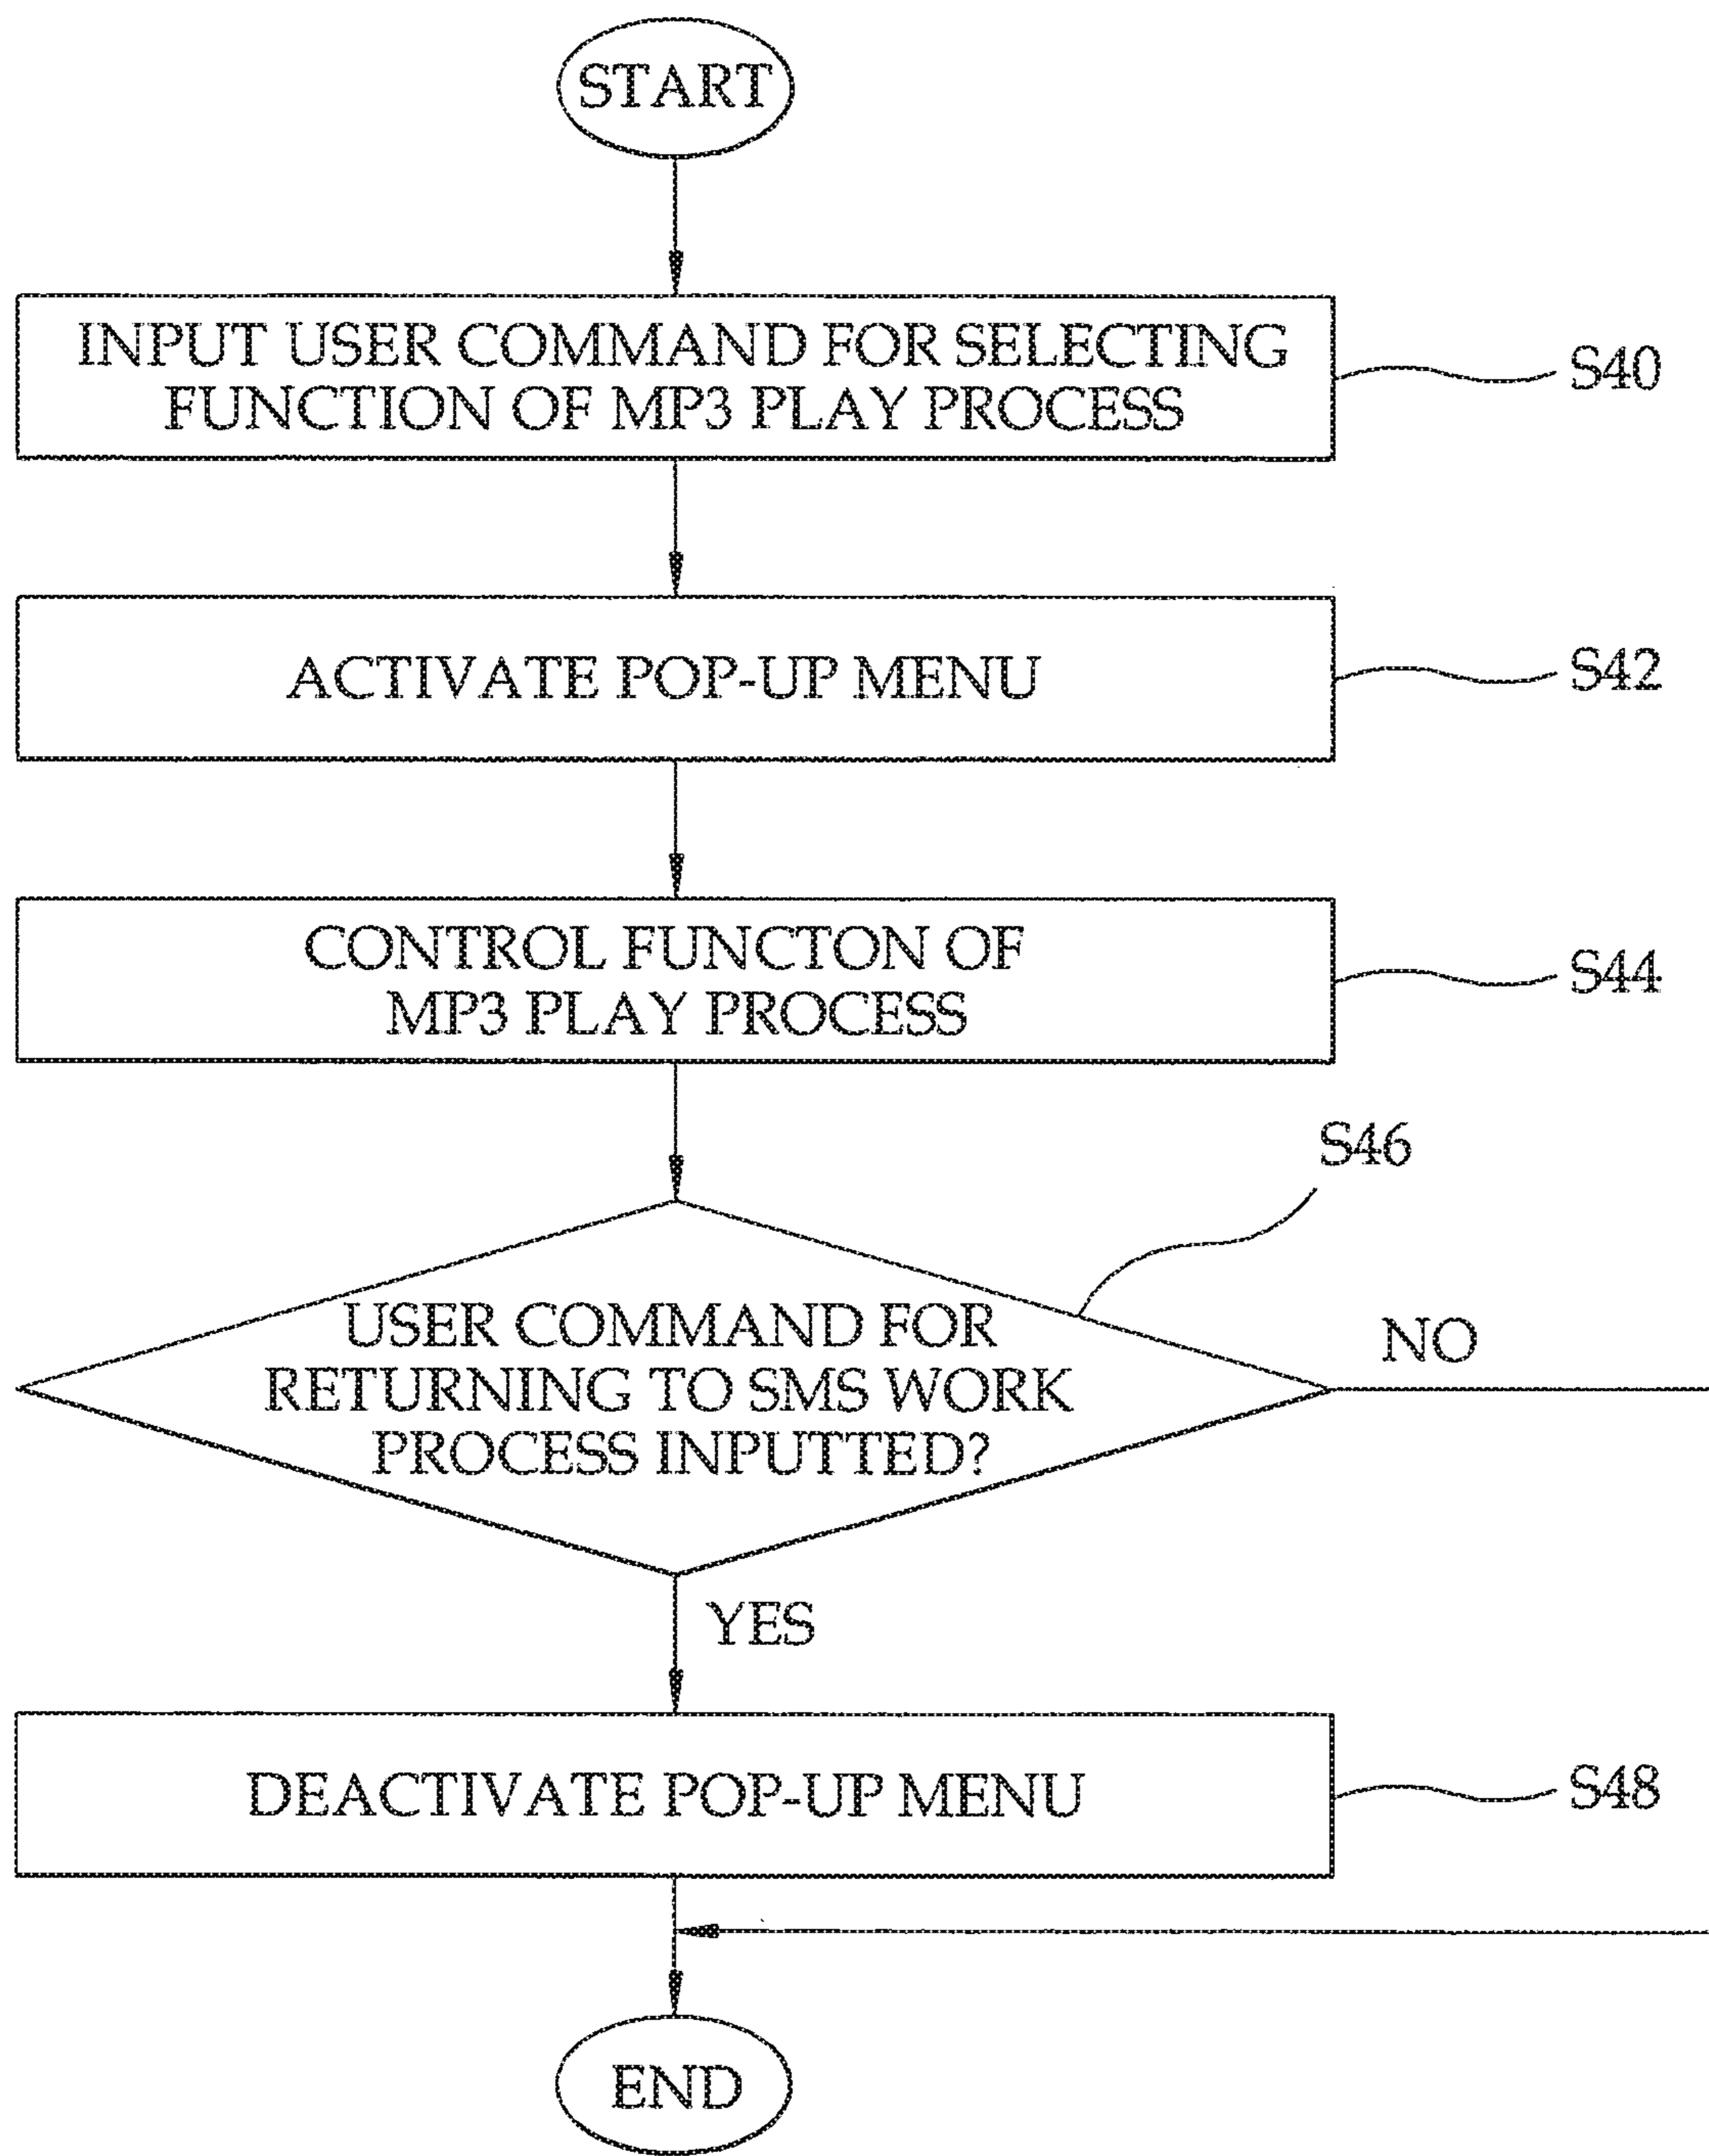 START
INPUT USER COMMAND FOR SELECTING
FUNCTION OF MP3 PLAY PROCESS
S40
ACTIVATE POP-UP MENU
S42
CONTROL FUNCTON OF
MP3 PLAY PROCESS
S44
S46
USER COMMAND FOR
RETURNING TO SMS WORK
PROCESS INPUTTED?
NO
YES
DEACTIVATE POP-UP MENU
S48
END